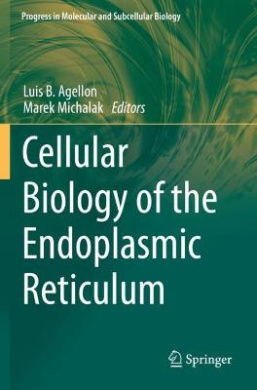 Progress in Molecular and Subcellular Biology
Luis B. Agellon
Marek Michalak Editors
Cellular
Biology of the
Endoplasmic
Reticulum
Springer